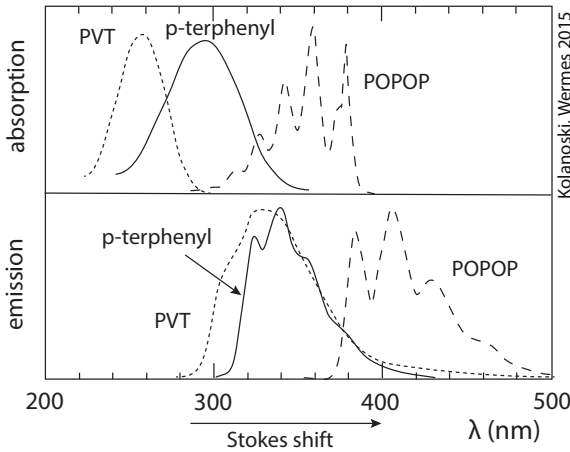 absorption
PVT
p-terphenyl
POPOP
Kolanoski, Wermes 2015
emission
p-terphenyl
PVT
POPOP
200 300 400 500
Stokes shift
λ (nm)